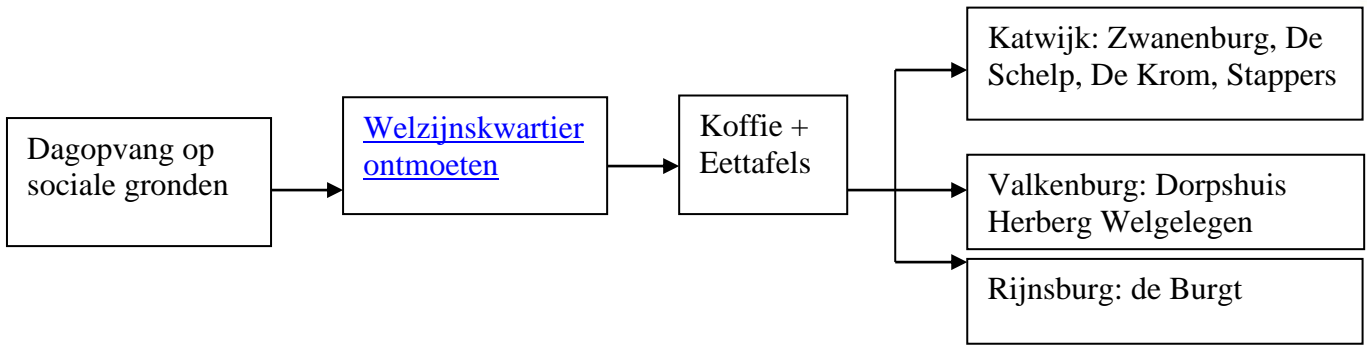 Dagopvang op
sociale gronden
Welzijnskwartier
ontmoeten
Koffie +
Eettafels
Katwijk: Zwanenburg, De
Schelp, De Krom, Stappers
Valkenburg: Dorpshuis
Herberg Welgelegen
Rijnsburg: de Burgt